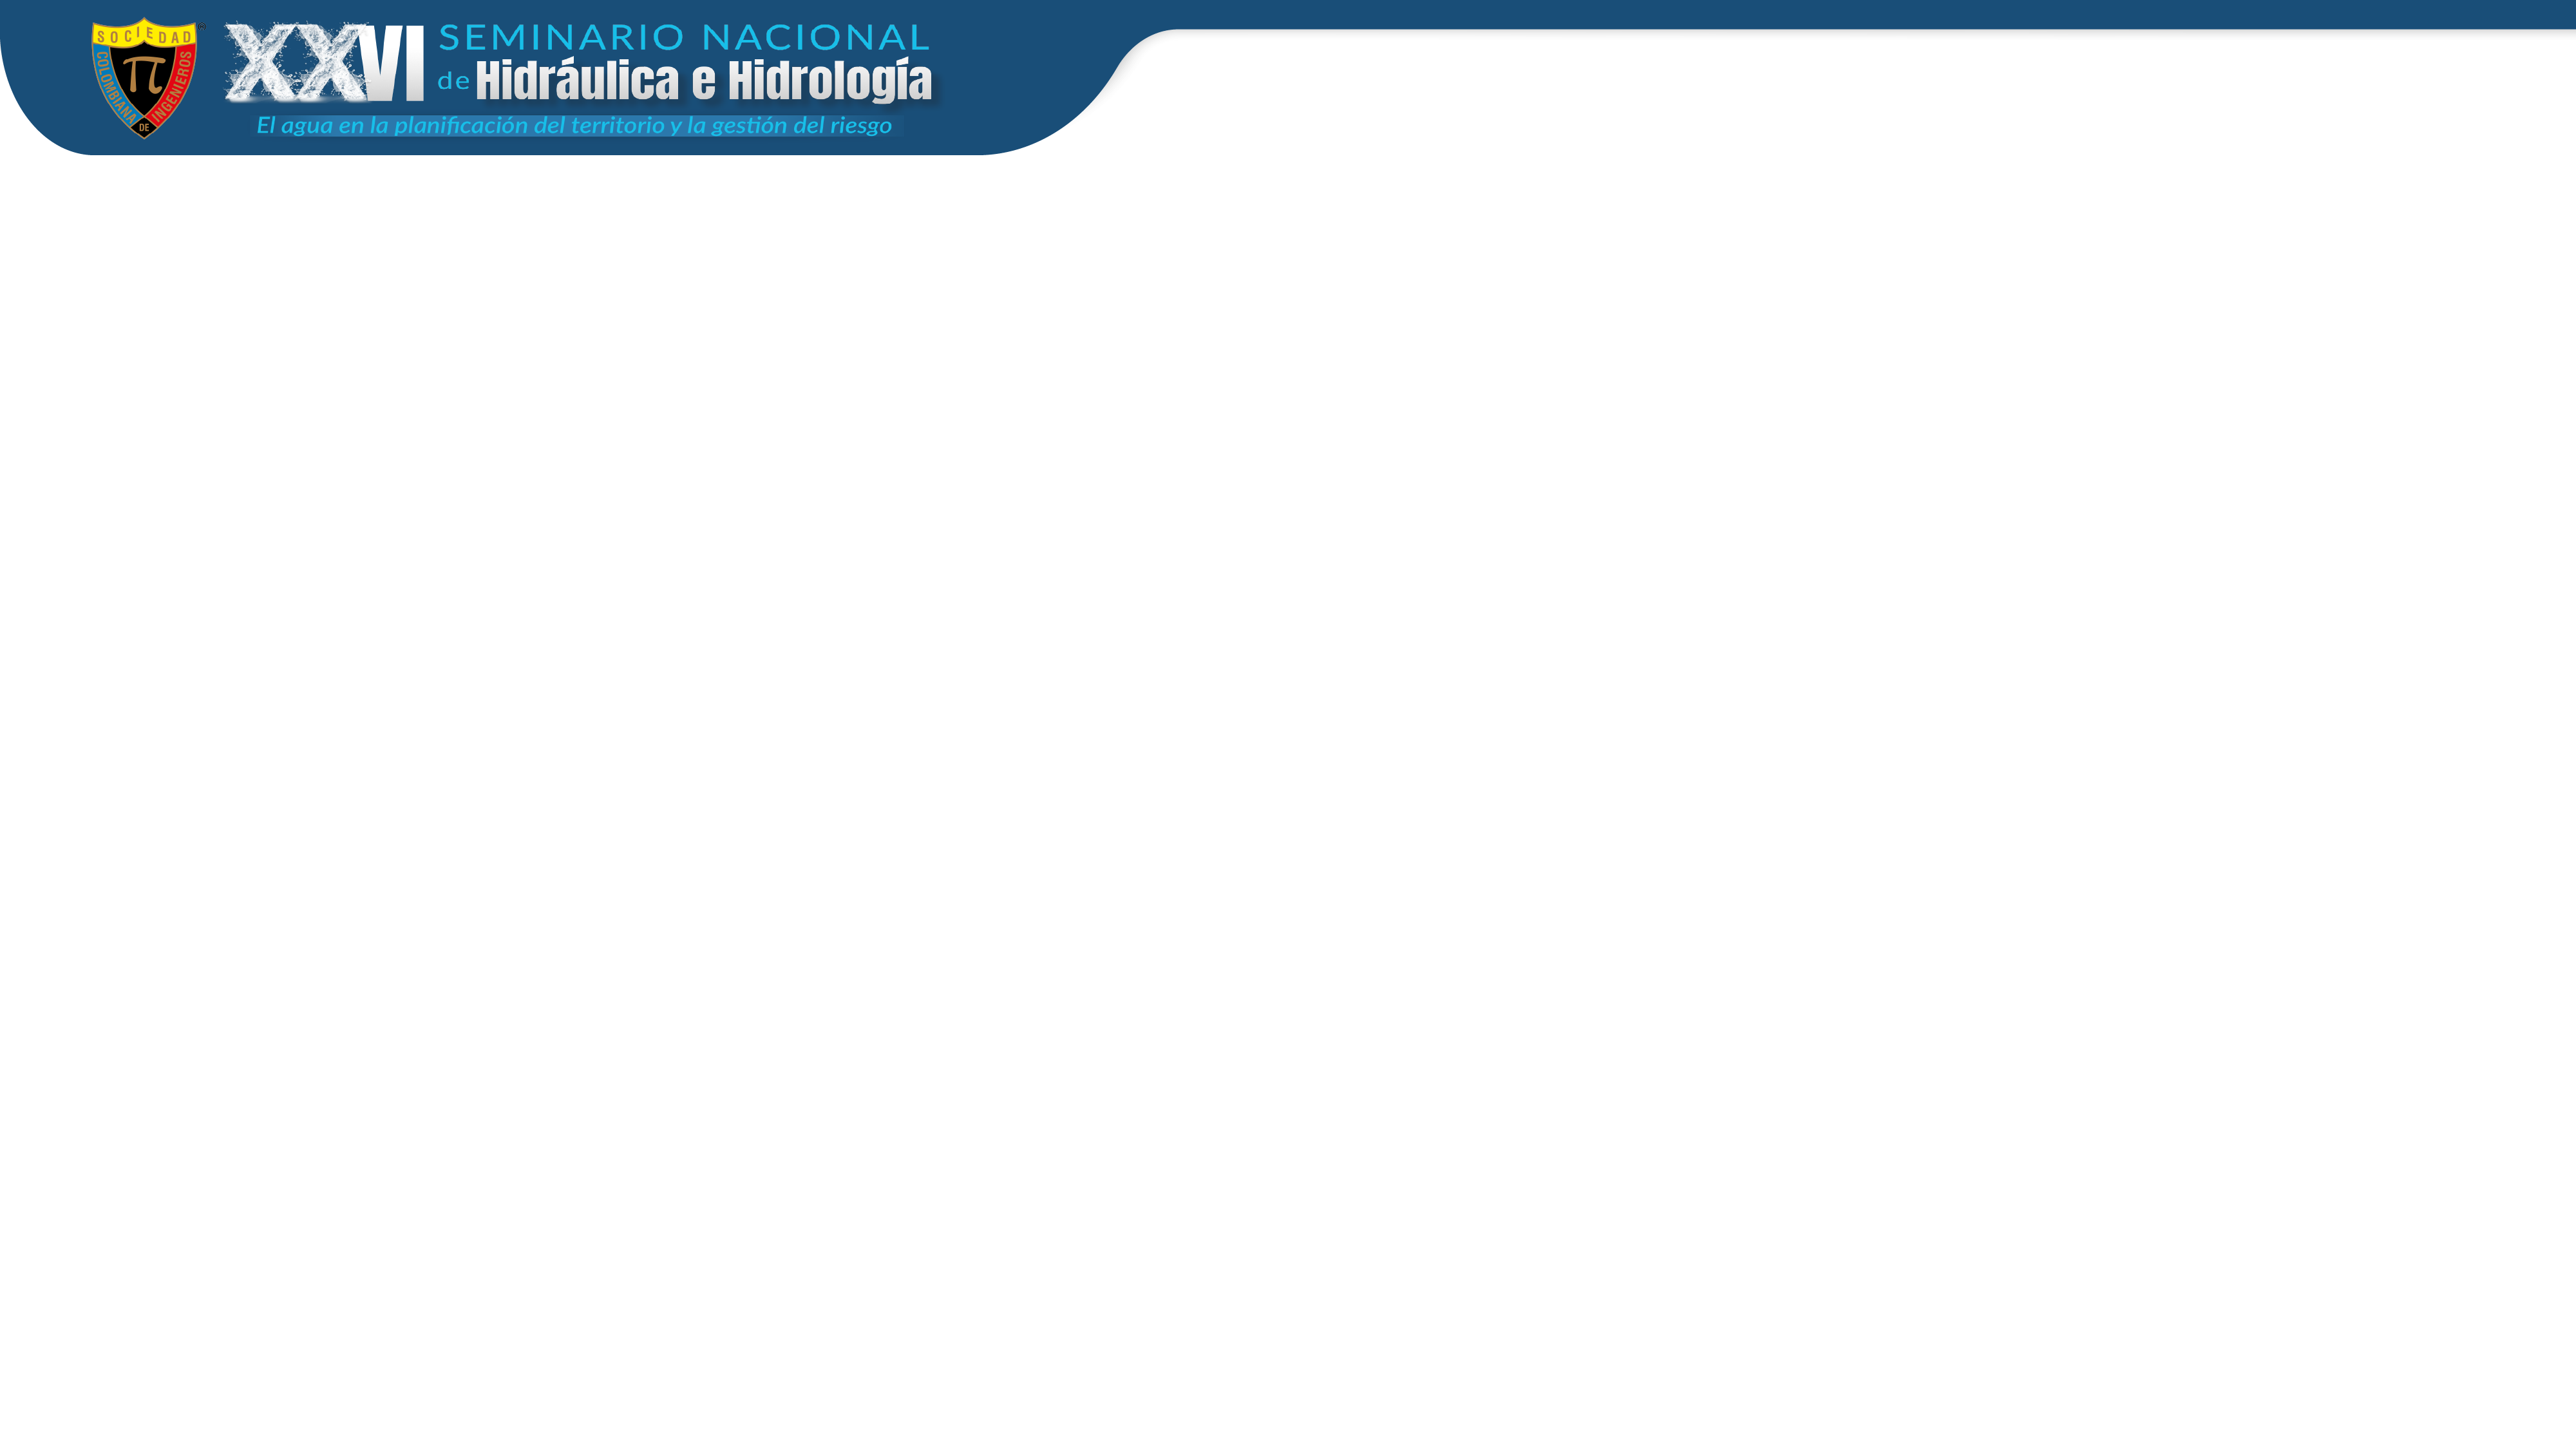 SOCIEDAD
COLOMBIANA
DE
INGENIEROS
XXVI
SEMINARIO NACIONAL
de Hidráulica e Hidrología
El agua en la planificación del territorio y la gestión del riesgo